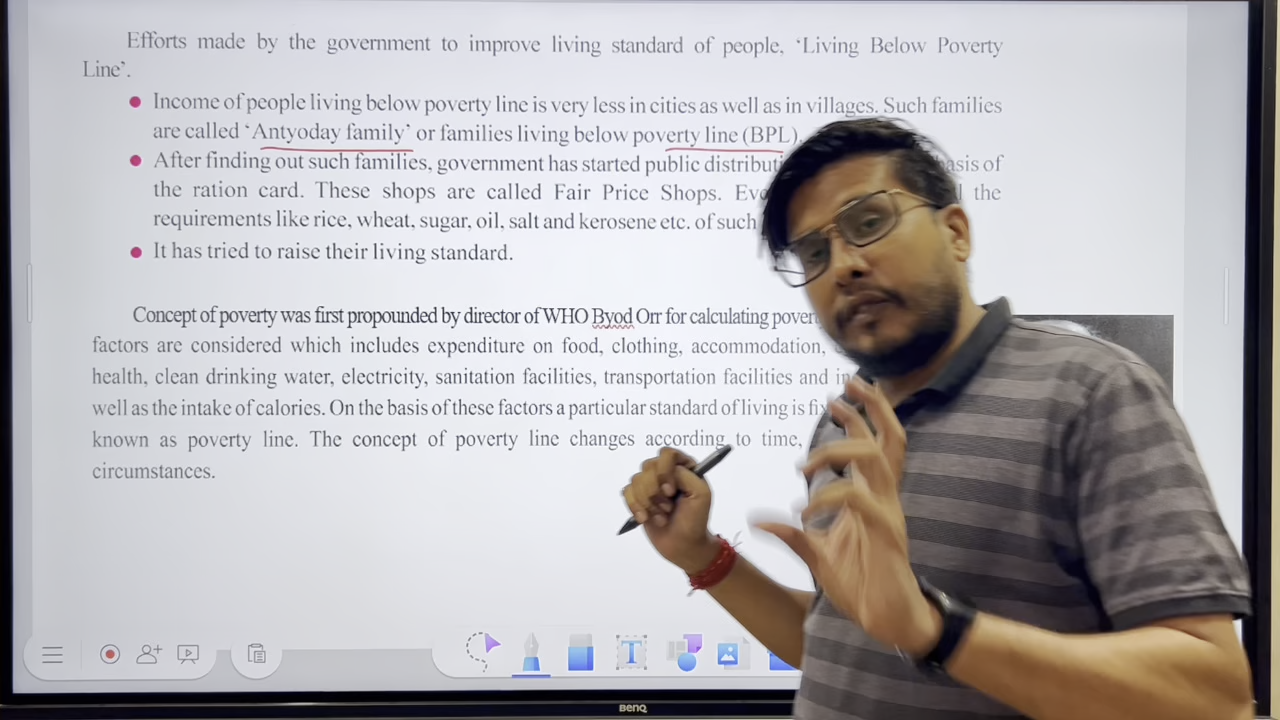 Efforts made by the government to improve living standard of people, ‘Living Below Poverty
Line’.
● Income of people living below poverty line is very less in cities as well as in villages. Such families
are called ‘Antyoday family’ or families living below poverty line (BPL).
● After finding out such families, government has started public distributi asis of
the ration card. These shops are called Fair Price Shops. the
requirements like rice, wheat, sugar, oil, salt and kerosene etc. of such
● It has tried to raise their living standard.
Concept of poverty was first propounded by director of WHO Byod Orr for calculating pover
factors are considered which includes expenditure on food, clothing, accommodation,
health, clean drinking water, electricity, sanitation facilities, transportation facilities and in
well as the intake of calories. On the basis of these factors a particular standard of living is fix
known as poverty line. The concept of poverty line changes according to time,
circumstances.
T
BenQ